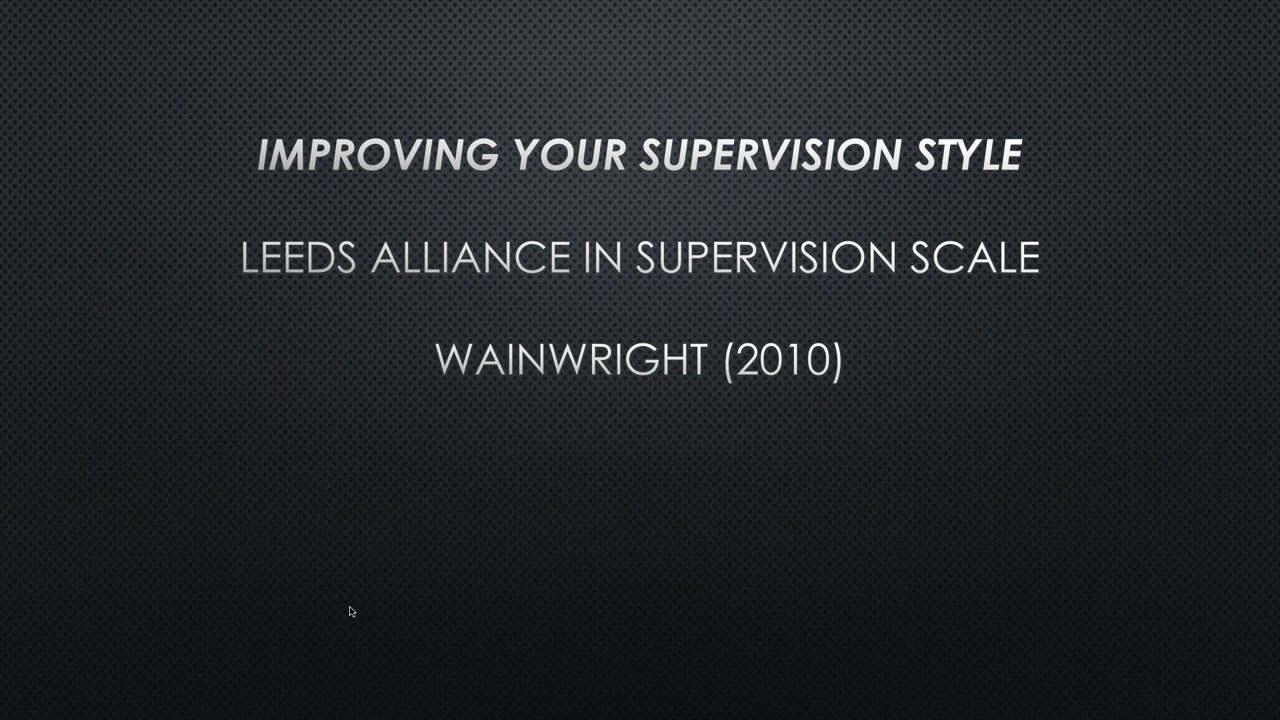 IMPROVING YOUR SUPERVISION STYLE
LEEDS ALLIANCE IN SUPERVISION SCALE
WAINWRIGHT (2010)